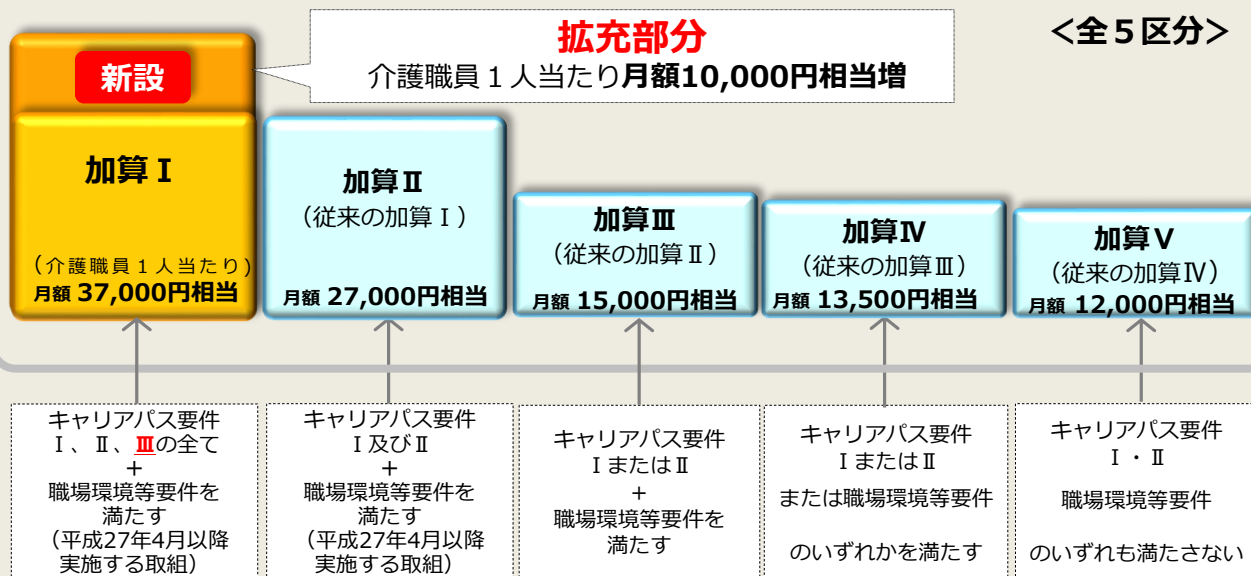 ＜全５区分＞
拡充部分
介護職員１人当たり月額10,000円相当増
新設
加算Ⅰ
（介護職員１人当たり）
月額 37,000円相当
加算Ⅱ
（従来の加算Ⅰ）
月額 27,000円相当
加算Ⅲ
（従来の加算Ⅱ）
月額 15,000円相当
加算Ⅳ
（従来の加算Ⅲ）
月額 13,500円相当
加算Ⅴ
（従来の加算Ⅳ）
月額 12,000円相当
キャリアパス要件
Ⅰ、Ⅱ、Ⅲの全て
+
職場環境等要件を
満たす
（平成27年4月以降
実施する取組）
キャリアパス要件
Ⅰ及びⅡ
+
職場環境等要件を
満たす
（平成27年4月以降
実施する取組）
キャリアパス要件
ⅠまたはⅡ
+
職場環境等要件を
満たす
キャリアパス要件
ⅠまたはⅡ
または職場環境等要件
のいずれかを満たす
キャリアパス要件
Ⅰ・Ⅱ
職場環境等要件
のいずれも満たさない